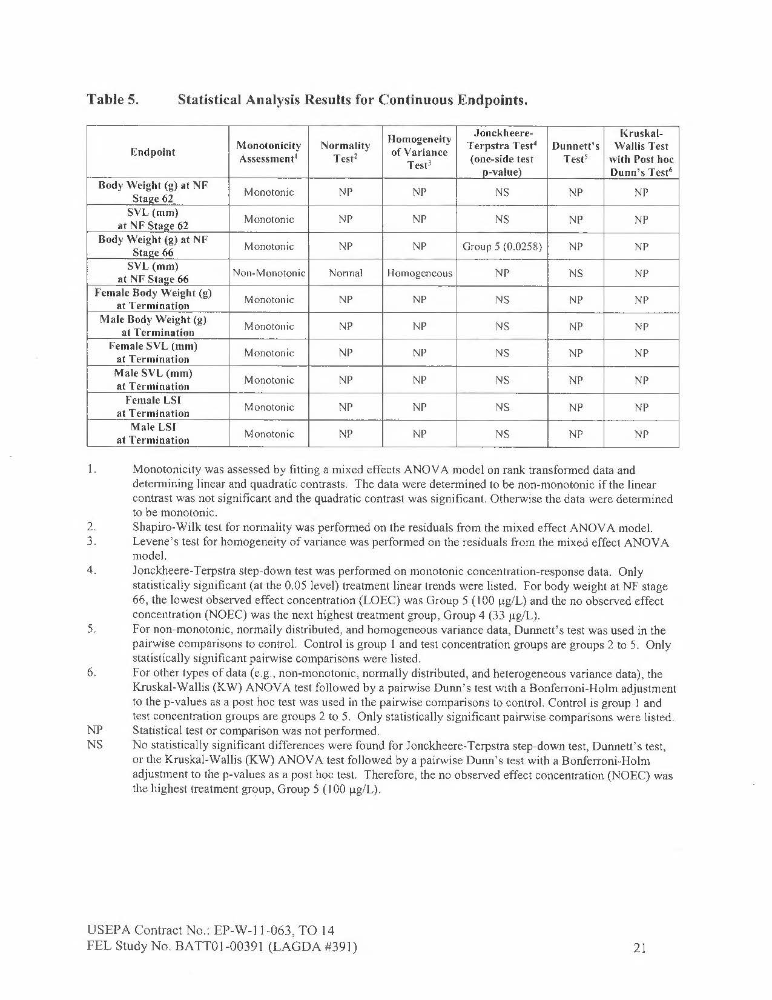 Table 5. Statistical Analysis Results for Continuous Endpoints.
Endpoint | Monotonicity Assessment¹ | Normality Test² | Homogeneity of Variance Test³ | Jonckheere-Terpstra Test⁴ (one-side test p-value) | Dunnett's Test⁵ | Kruskal-Wallis Test with Post hoc Dunn's Test⁶
Body Weight (g) at NF Stage 62 | Monotonic | NP | NP | NS | NP | NP
SVL (mm) at NF Stage 62 | Monotonic | NP | NP | NS | NP | NP
Body Weight (g) at NF Stage 66 | Monotonic | NP | NP | Group 5 (0.0258) | NP | NP
SVL (mm) at NF Stage 66 | Non-Monotonic | Normal | Homogeneous | NP | NS | NP
Female Body Weight (g) at Termination | Monotonic | NP | NP | NS | NP | NP
Male Body Weight (g) at Termination | Monotonic | NP | NP | NS | NP | NP
Female SVL (mm) at Termination | Monotonic | NP | NP | NS | NP | NP
Male SVL (mm) at Termination | Monotonic | NP | NP | NS | NP | NP
Female LSI at Termination | Monotonic | NP | NP | NS | NP | NP
Male LSI at Termination | Monotonic | NP | NP | NS | NP | NP
1. Monotonicity was assessed by fitting a mixed effects ANOVA model on rank transformed data and
determining linear and quadratic contrasts. The data were determined to be non-monotonic if the linear
contrast was not significant and the quadratic contrast was significant. Otherwise the data were determined
to be monotonic.
2. Shapiro-Wilk test for normality was performed on the residuals from the mixed effect ANOVA model.
3. Levene's test for homogeneity of variance was performed on the residuals from the mixed effect ANOVA
model.
4. Jonckheere-Terpstra step-down test was performed on monotonic concentration-response data. Only
statistically significant (at the 0.05 level) treatment linear trends were listed. For body weight at NF stage
66, the lowest observed effect concentration (LOEC) was Group 5 (100 µg/L) and the no observed effect
concentration (NOEC) was the next highest treatment group, Group 4 (33 µg/L).
5. For non-monotonic, normally distributed, and homogeneous variance data, Dunnett's test was used in the
pairwise comparisons to control. Control is group 1 and test concentration groups are groups 2 to 5. Only
statistically significant pairwise comparisons were listed.
6. For other types of data (e.g., non-monotonic, normally distributed, and heterogeneous variance data), the
Kruskal-Wallis (KW) ANOVA test followed by a pairwise Dunn's test with a Bonferroni-Holm adjustment
to the p-values as a post hoc test was used in the pairwise comparisons to control. Control is group 1 and
test concentration groups are groups 2 to 5. Only statistically significant pairwise comparisons were listed.
NP Statistical test or comparison was not performed.
NS No statistically significant differences were found for Jonckheere-Terpstra step-down test, Dunnett's test,
or the Kruskal-Wallis (KW) ANOVA test followed by a pairwise Dunn's test with a Bonferroni-Holm
adjustment to the p-values as a post hoc test. Therefore, the no observed effect concentration (NOEC) was
the highest treatment group, Group 5 (100 µg/L).
USEPA Contract No.: EP-W-11-063, TO 14
FEL Study No. BATT01-00391 (LAGDA #391) 21